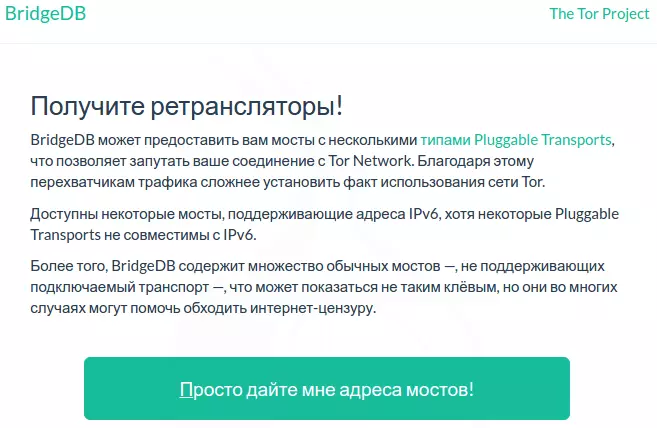 BridgeDB
The Tor Project
Получите ретрансляторы!
BridgeDB может предоставить вам мосты с несколькими типами Pluggable Transports,
что позволяет запутать ваше соединение с Tor Network. Благодаря этому
перехватчикам трафика сложнее установить факт использования сети Tor.
Доступны некоторые мосты, поддерживающие адреса IPv6, хотя некоторые Pluggable
Transports не совместимы с IPv6.
Более того, BridgeDB содержит множество обычных мостов —, не поддерживающих
подключаемый транспорт —, что может показаться не таким клёвым, но они во многих
случаях могут помочь обходить интернет-цензуру.
Просто дайте мне адреса мостов!